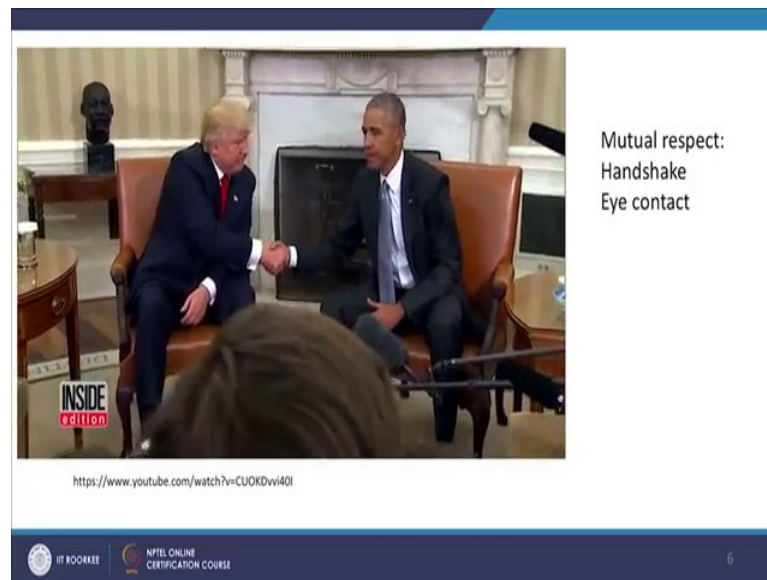 Mutual respect:
Handshake
Eye contact
INSIDE
edition
https://www.youtube.com/watch?v=CUOKDvvi40I
IIT ROORKEE
NPTEL ONLINE
CERTIFICATION COURSE
6